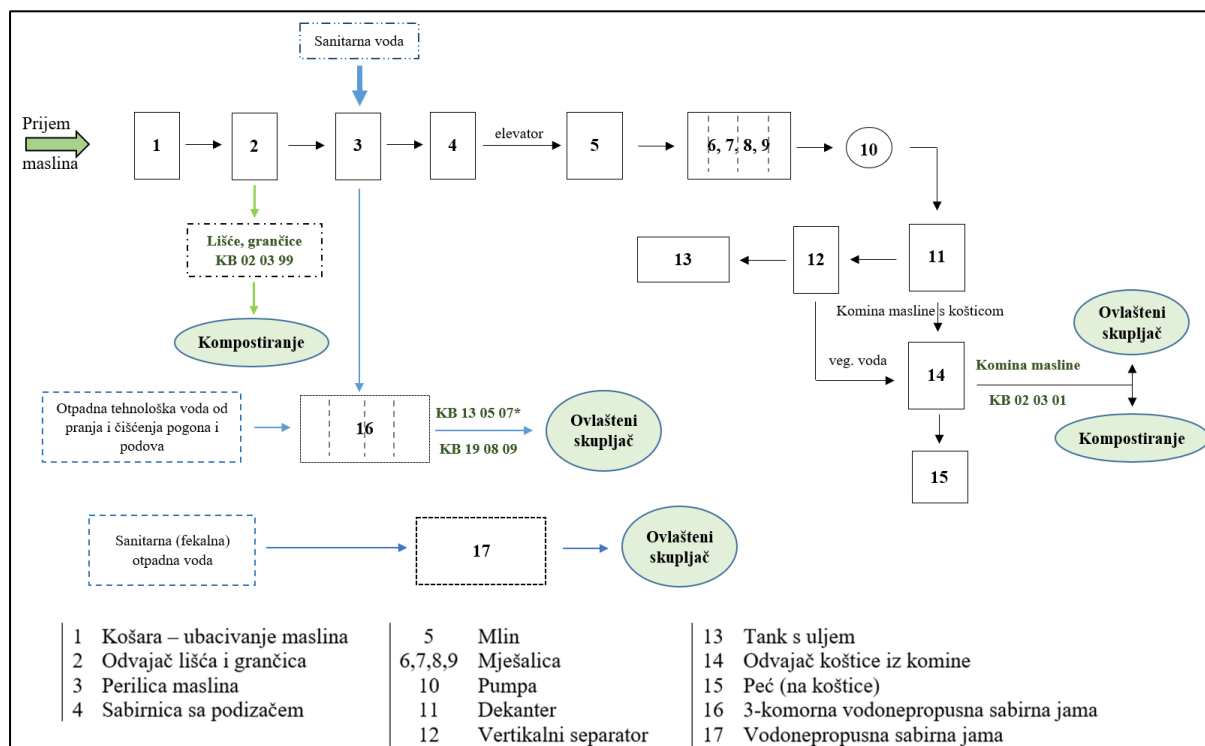 Sanitarna voda
Prijem
maslina
1
2
3
4
elevator
5
6, 7, 8, 9
10
Lišće, grančice
KB 02 03 99
13
12
11
Komina masline s košticom
Ovlašteni
skupljač
Kompostiranje
veg. voda
14
Komina masline
KB 02 03 01
Otpadna tehnološka voda od
pranja i čišćenja pogona i
podova
16
KB 13 05 07*
KB 19 08 09
Ovlašteni
skupljač
Kompostiranje
15
Sanitarna (fekalna)
otpadna voda
17
Ovlašteni
skupljač
1 Košara – ubacivanje maslina
2 Odvajač lišća i grančica
3 Perilica maslina
4 Sabirnica sa podizačem
5 Mlin
6,7,8,9 Mješalica
10 Pumpa
11 Dekanter
12 Vertikalni separator
13 Tank s uljem
14 Odvajač koštice iz komine
15 Peć (na koštice)
16 3-komorna vodonepropusna sabirna jama
17 Vodonepropusna sabirna jama